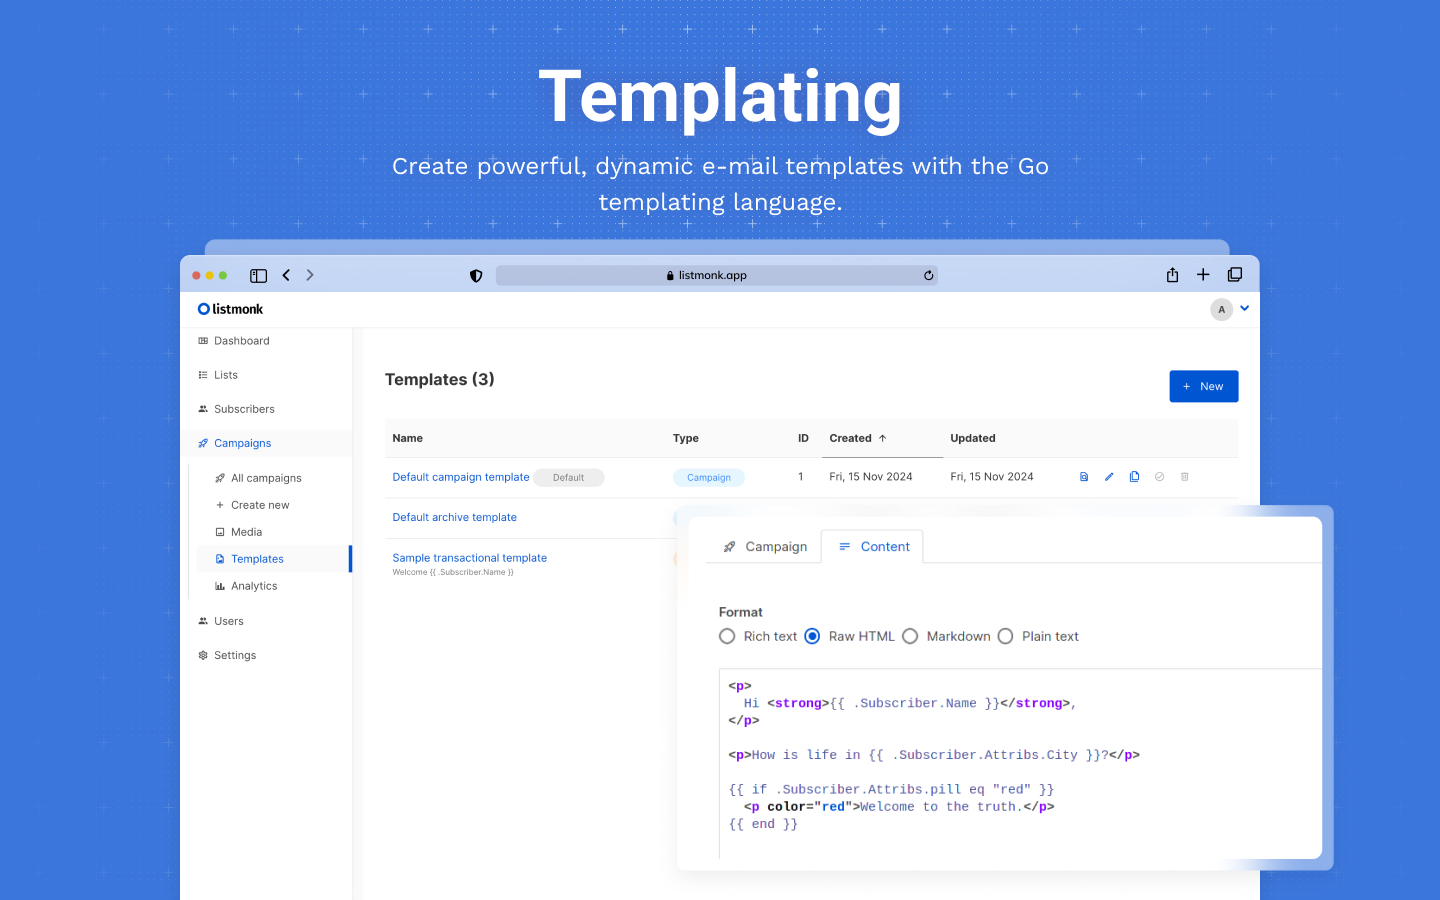 Templating
Create powerful, dynamic e-mail templates with the Go
templating language.
listmonk.app
listmonk
A
Dashboard
Lists
Subscribers
Campaigns
All campaigns
Create new
Media
Templates
Analytics
Users
Settings
Templates (3)
+ New
Name Type ID Created ↑ Updated
Default campaign template Default Campaign 1 Fri, 15 Nov 2024 Fri, 15 Nov 2024
Default archive template
Sample transactional template
Welcome {{ .Subscriber.Name }}
Campaign Content
Format
Rich text Raw HTML Markdown Plain text
<p>
  Hi <strong>{{ .Subscriber.Name }}</strong>,
</p>
<p>How is life in {{ .Subscriber.Attribs.City }}?</p>
{{ if .Subscriber.Attribs.pill eq "red" }}
  <p color="red">Welcome to the truth.</p>
{{ end }}